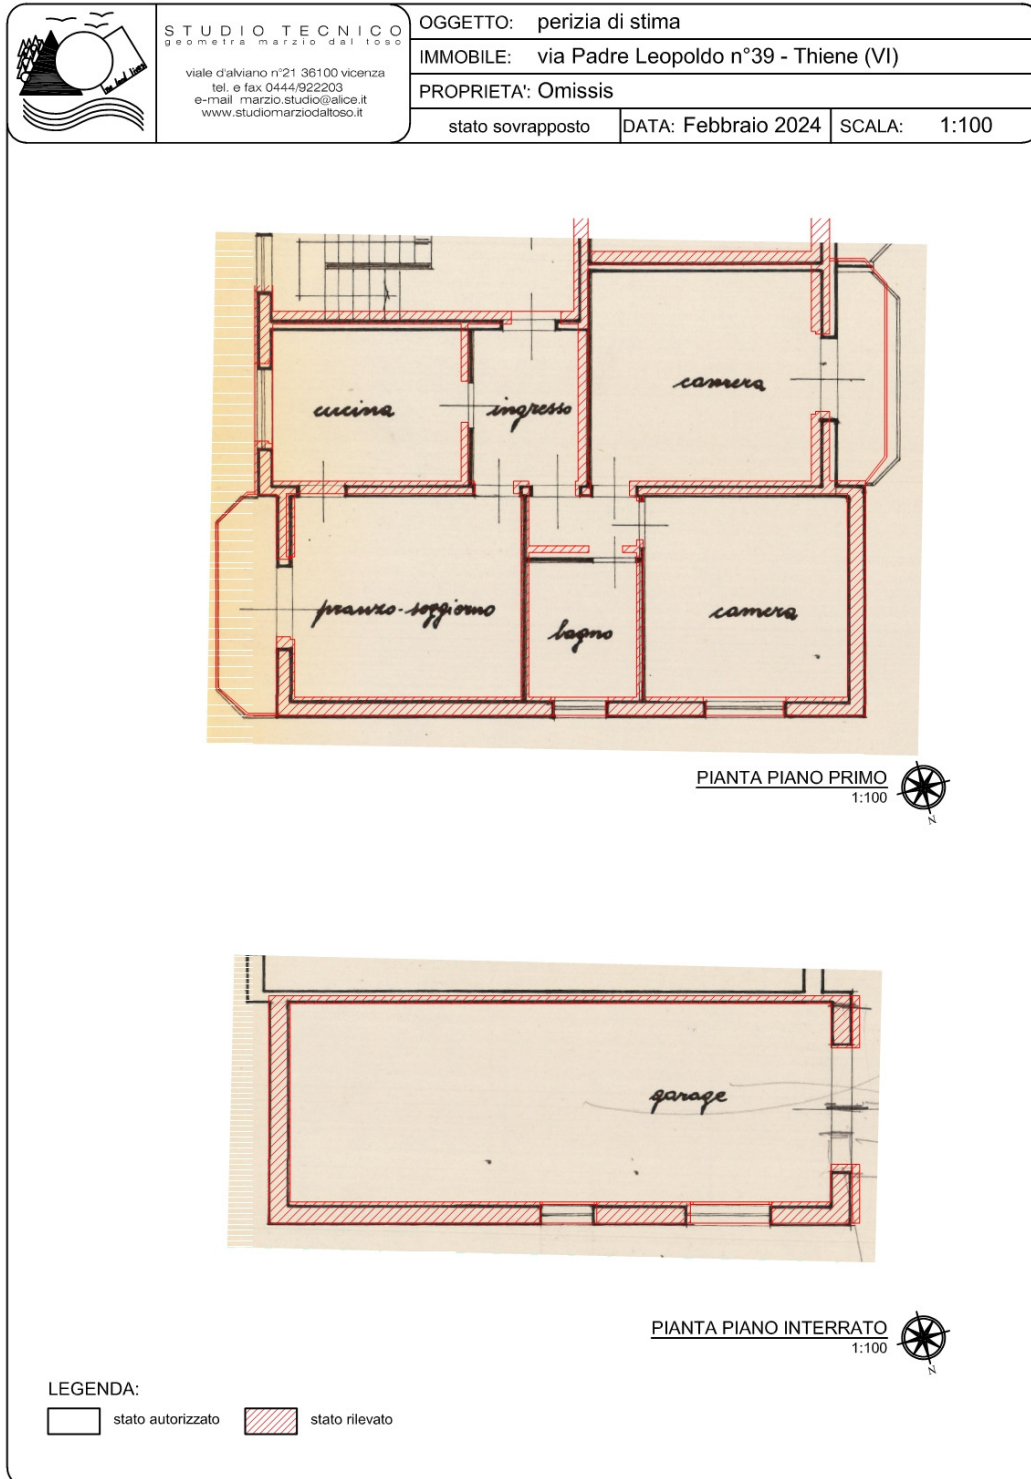 STUDIO TECNICO
geometra marzio dal toso
viale d'alviano n°21 36100 vicenza
tel. e fax 0444/922203
e-mail marzio.studio@alice.it
www.studiomarziodaltoso.it
OGGETTO: perizia di stima
IMMOBILE: via Padre Leopoldo n°39 - Thiene (VI)
PROPRIETA': Omissis
stato sovrapposto DATA: Febbraio 2024 SCALA: 1:100
camera
cucina ingresso
pranzo-soggiorno bagno camera
PIANTA PIANO PRIMO
1:100
N
garage
PIANTA PIANO INTERRATO
1:100
N
LEGENDA:
stato autorizzato stato rilevato